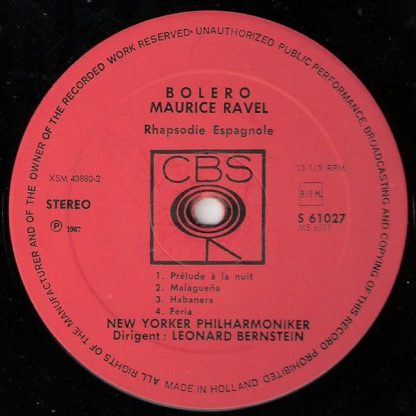 ALL RIGHTS OF THE MANUFACTURER AND OF THE OWNER OF THE RECORDED WORK RESERVED • UNAUTHORIZED PUBLIC PERFORMANCE BROADCASTING AND COPYING OF THIS RECORD PROHIBITED
BOLERO
MAURICE RAVEL
Rhapsodie Espagnole
CBS
XSM 43880-2
33 1/3 RPM
STEREO
B.I.E.M.
S 61027
MS 6011
Ⓟ 1967
1. Prélude à la nuit
2. Malagueña
3. Habanera
4. Féria
NEW YORKER PHILHARMONIKER
Dirigent: LEONARD BERNSTEIN
MADE IN HOLLAND